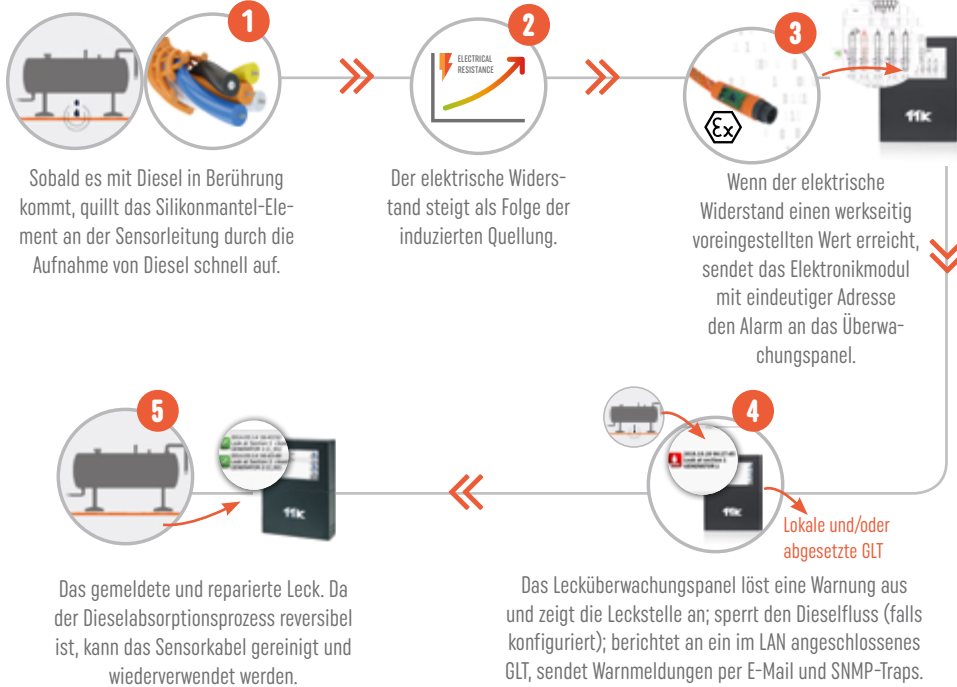 1
Sobald es mit Diesel in Berührung
kommt, quillt das Silikonmantel-Ele-
ment an der Sensorleitung durch die
Aufnahme von Diesel schnell auf.
2
ELECTRICAL
RESISTANCE
Der elektrische Widers-
tand steigt als Folge der
induzierten Quellung.
3
Ex
ttk
Wenn der elektrische
Widerstand einen werkseitig
voreingestellten Wert erreicht,
sendet das Elektronikmodul
mit eindeutiger Adresse
den Alarm an das Überwa-
chungspanel.
4
ttk
Lokale und/oder
abgesetzte GLT
Das Lecküberwachungspanel löst eine Warnung aus
und zeigt die Leckstelle an; sperrt den Dieselfluss (falls
konfiguriert); berichtet an ein im LAN angeschlossenes
GLT, sendet Warnmeldungen per E-Mail und SNMP-Traps.
5
ttk
Das gemeldete und reparierte Leck. Da
der Dieselabsorptionsprozess reversibel
ist, kann das Sensorkabel gereinigt und
wiederverwendet werden.